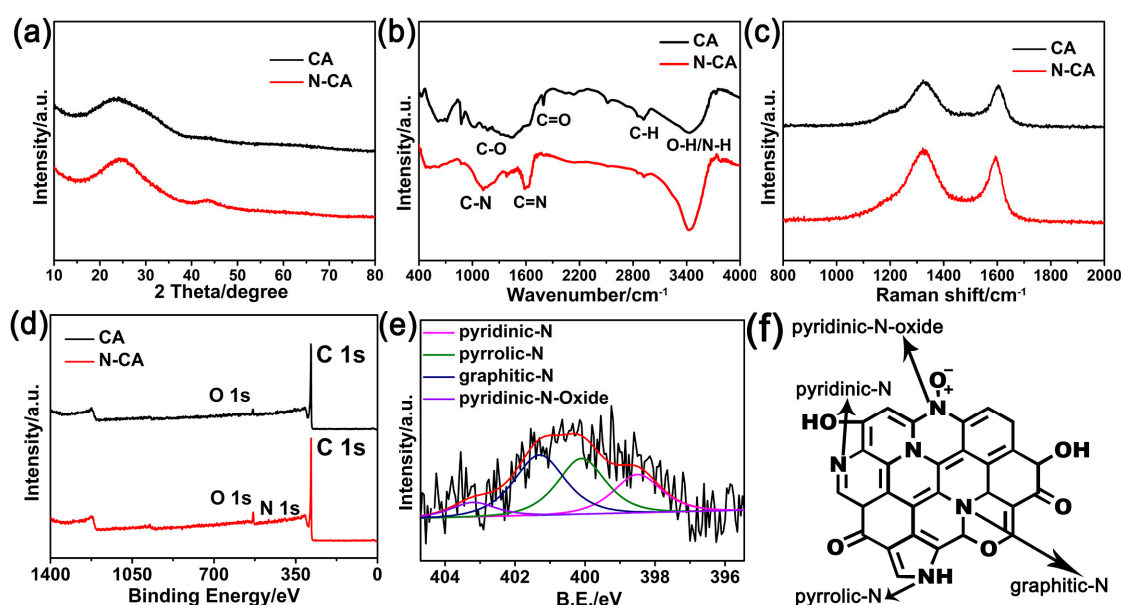 (a)
CA
N-CA
Intensity/a.u.
10 20 30 40 50 60 70 80
2 Theta/degree
(b)
CA
N-CA
C=O
C-H
C-O
O-H/N-H
C-N
C=N
Intensity/a.u.
400 1000 1600 2200 2800 3400 4000
Wavenumber/cm-1
(c)
CA
N-CA
Intensity/a.u.
800 1000 1200 1400 1600 1800 2000
Raman shift/cm-1
(d)
CA
N-CA
C 1s
O 1s
C 1s
O 1s
N 1s
Intensity/a.u.
1400 1050 700 350 0
Binding Energy/eV
(e)
pyridinic-N
pyrrolic-N
graphitic-N
pyridinic-N-Oxide
Intensity/a.u.
404 402 400 398 396
B.E./eV
(f)
pyridinic-N-oxide
pyridinic-N
O−
+
N
HO
OH
N
N
O
N
O
O
NH
graphitic-N
pyrrolic-N